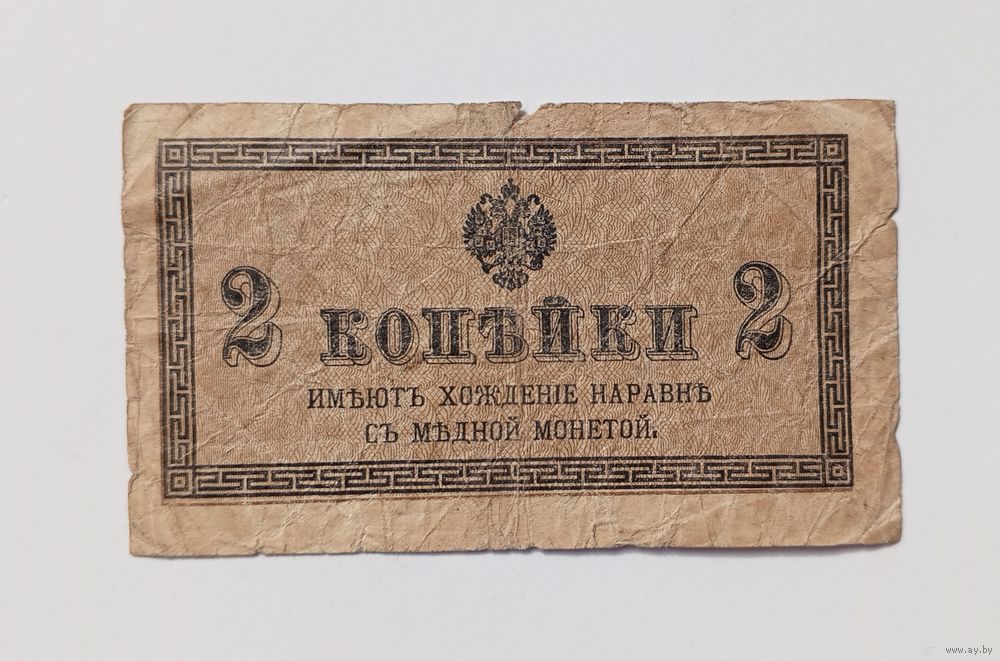 2 КОПѢЙКИ 2
ИМѢЮТЪ ХОЖДЕНІЕ НАРАВНѢ
СЪ МѢДНОЙ МОНЕТОЙ.
www.ay.by